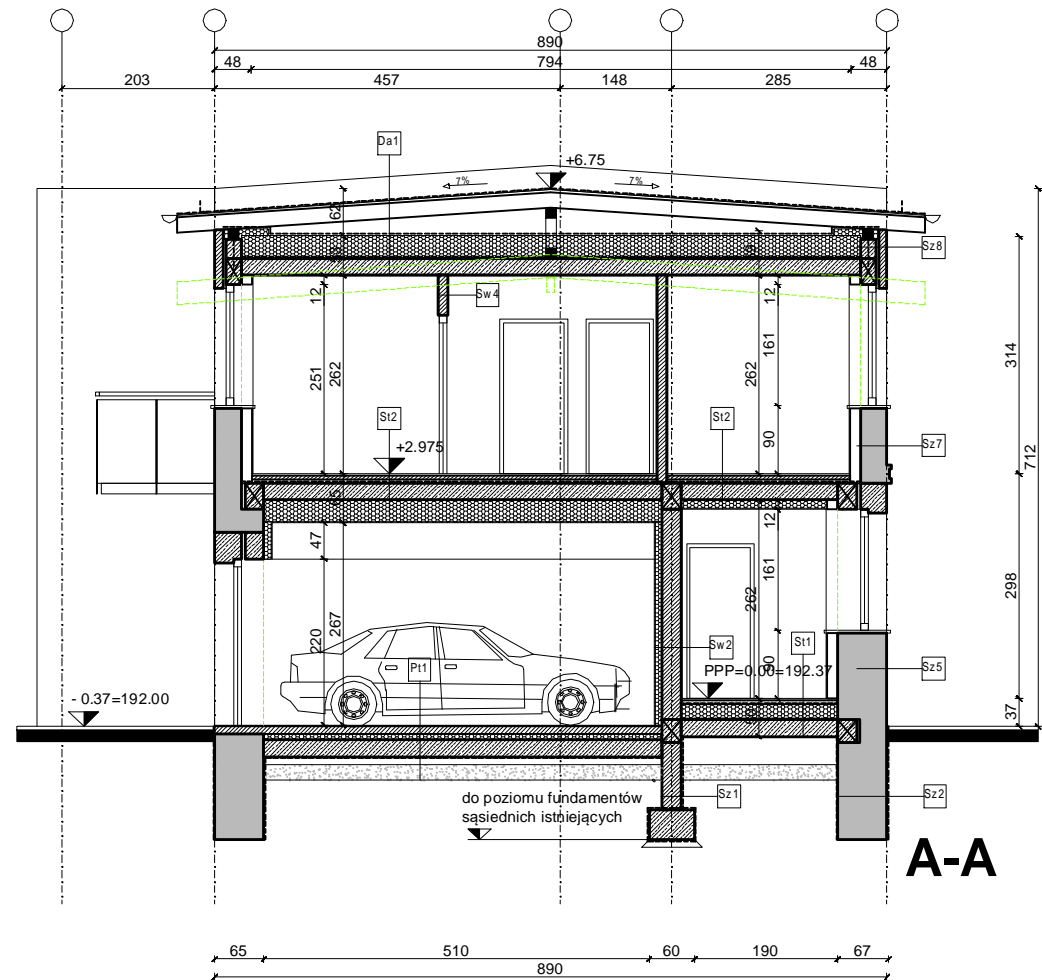 890
48 794 48
203 457 148 285
Da1
+6.75
7% 7%
62
Sz8
12 Sw4 12
161
251 262 262
314
St2 St2
+2.975
90
Sz7
712
65
12
47
161
298
262
267
220
Sw2 St1
Pt1 90
PPP=0.00=192.37
Sz5
- 0.37=192.00
37
do poziomu fundamentów
sąsiednich istniejących
Sz1 Sz2
A-A
65 510 60 190 67
890